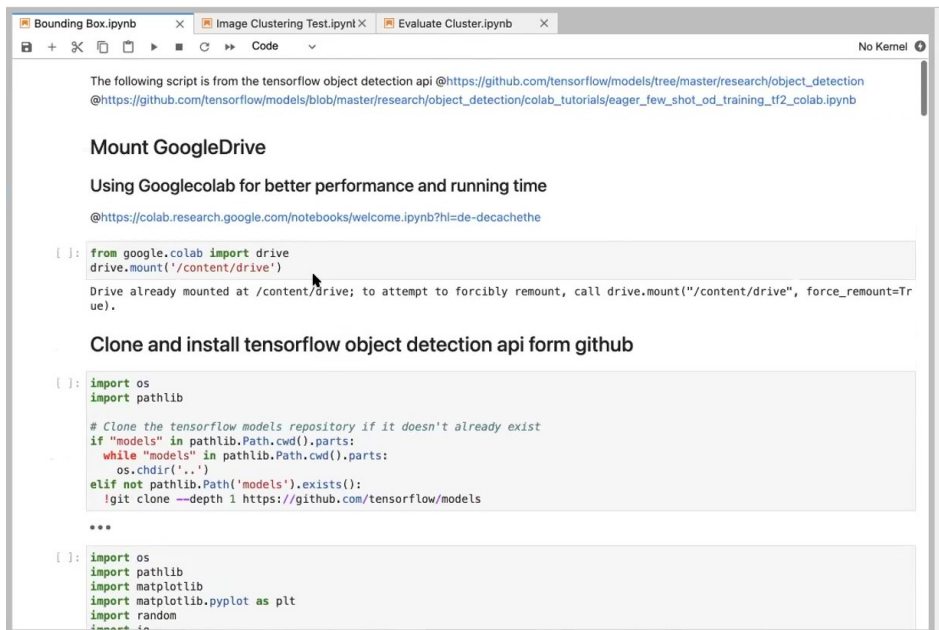 Bounding Box.ipynb
Image Clustering Test.ipynb
Evaluate Cluster.ipynb
Code
No Kernel
The following script is from the tensorflow object detection api @https://github.com/tensorflow/models/tree/master/research/object_detection
@https://github.com/tensorflow/models/blob/master/research/object_detection/colab_tutorials/eager_few_shot_od_training_tf2_colab.ipynb
Mount GoogleDrive
Using Googlecolab for better performance and running time
@https://colab.research.google.com/notebooks/welcome.ipynb?hl=de-decachethe
[ ]: from google.colab import drive
drive.mount('/content/drive')
Drive already mounted at /content/drive; to attempt to forcibly remount, call drive.mount("/content/drive", force_remount=Tr
ue).
Clone and install tensorflow object detection api form github
[ ]: import os
import pathlib
# Clone the tensorflow models repository if it doesn't already exist
if "models" in pathlib.Path.cwd().parts:
while "models" in pathlib.Path.cwd().parts:
os.chdir('..')
elif not pathlib.Path('models').exists():
!git clone --depth 1 https://github.com/tensorflow/models
[ ]: import os
import pathlib
import matplotlib
import matplotlib.pyplot as plt
import random
import io